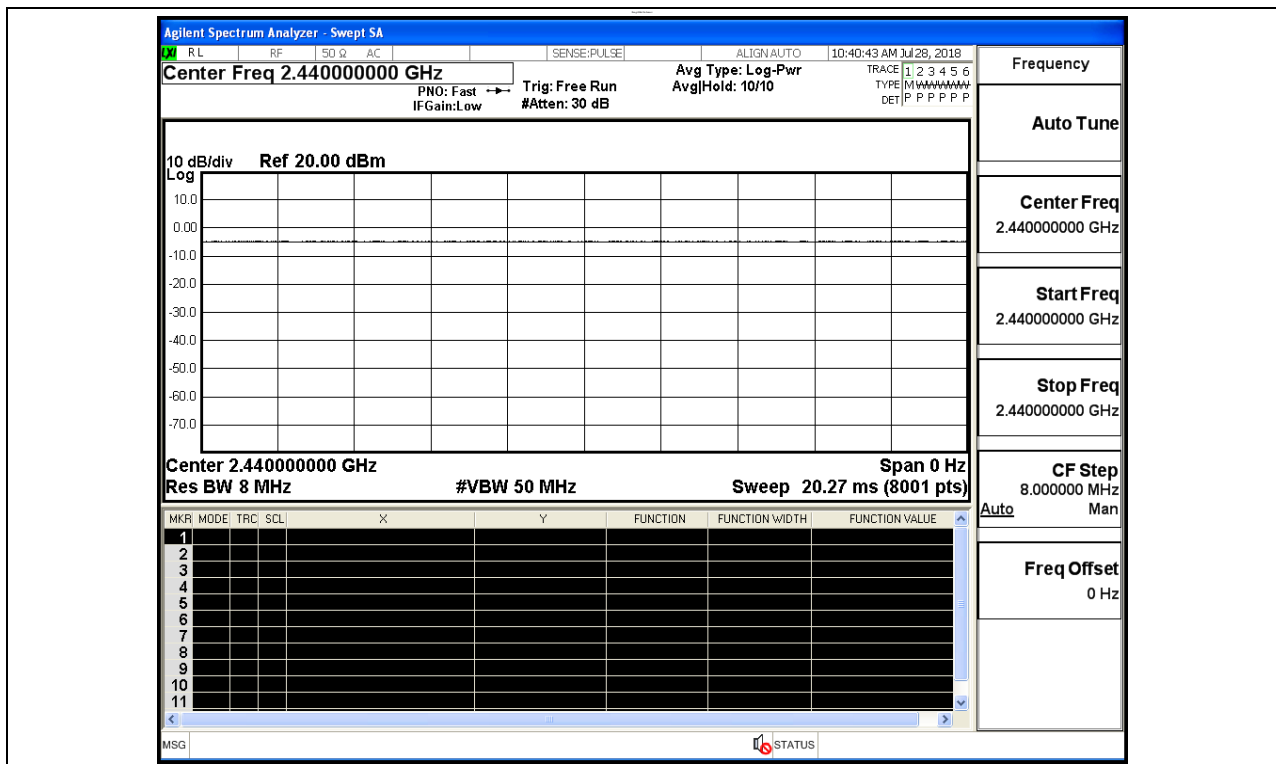 Agilent Spectrum Analyzer - Swept SA
LXI RL RF 50 Ω AC SENSE:PULSE ALIGN AUTO 10:40:43 AM Jul 28, 2018
Center Freq 2.440000000 GHz
PNO: Fast
IFGain:Low
Trig: Free Run
#Atten: 30 dB
Avg Type: Log-Pwr
Avg|Hold: 10/10
TRACE 1 2 3 4 5 6
TYPE M WWWWW
DET P P P P P P
10 dB/div Ref 20.00 dBm
Log
10.0
0.00
-10.0
-20.0
-30.0
-40.0
-50.0
-60.0
-70.0
Center 2.440000000 GHz Span 0 Hz
Res BW 8 MHz #VBW 50 MHz Sweep 20.27 ms (8001 pts)
MKR MODE TRC SCL X Y FUNCTION FUNCTION WIDTH FUNCTION VALUE
1
2
3
4
5
6
7
8
9
10
11
MSG STATUS
Frequency
Auto Tune
Center Freq
2.440000000 GHz
Start Freq
2.440000000 GHz
Stop Freq
2.440000000 GHz
CF Step
8.000000 MHz
Auto Man
Freq Offset
0 Hz